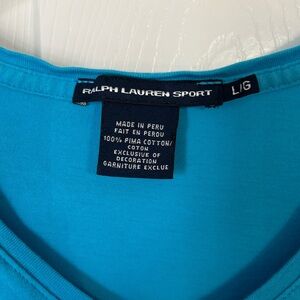 RALPH LAUREN SPORT
L/G
MADE IN PERU
FAIT EN PEROU
100% PIMA COTTON/
COTON
EXCLUSIVE OF
DECORATION
GARNITURE EXCLUE